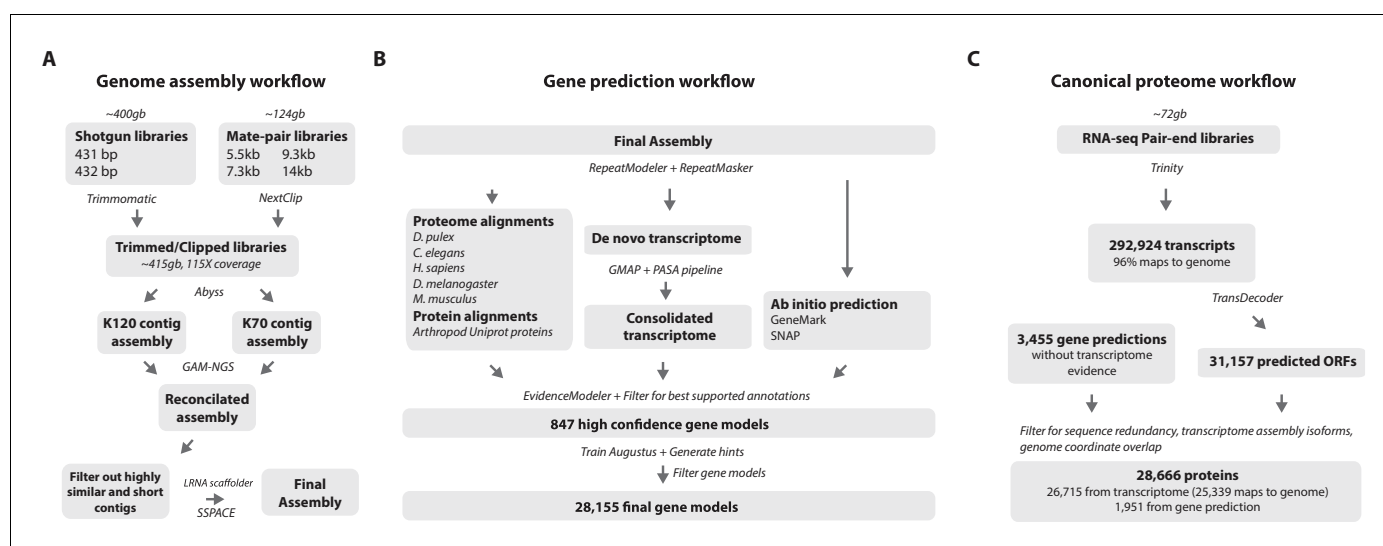 A
Genome assembly workflow
~400gb
Shotgun libraries
431 bp
432 bp
~124gb
Mate-pair libraries
5.5kb 9.3kb
7.3kb 14kb
Trimmomatic
NextClip
Trimmed/Clipped libraries
~415gb, 115X coverage
Abyss
K120 contig
assembly
K70 contig
assembly
GAM-NGS
Reconcilated
assembly
Filter out highly
similar and short
contigs
LRNA scaffolder
SSPACE
Final
Assembly
B
Gene prediction workflow
Final Assembly
RepeatModeler + RepeatMasker
Proteome alignments
D. pulex
C. elegans
H. sapiens
D. melanogaster
M. musculus
Protein alignments
Arthropod Uniprot proteins
De novo transcriptome
GMAP + PASA pipeline
Consolidated
transcriptome
Ab initio prediction
GeneMark
SNAP
EvidenceModeler + Filter for best supported annotations
847 high confidence gene models
Train Augustus + Generate hints
Filter gene models
28,155 final gene models
C
Canonical proteome workflow
~72gb
RNA-seq Pair-end libraries
Trinity
292,924 transcripts
96% maps to genome
TransDecoder
3,455 gene predictions
without transcriptome
evidence
31,157 predicted ORFs
Filter for sequence redundancy, transcriptome assembly isoforms,
genome coordinate overlap
28,666 proteins
26,715 from transcriptome (25,339 maps to genome)
1,951 from gene prediction